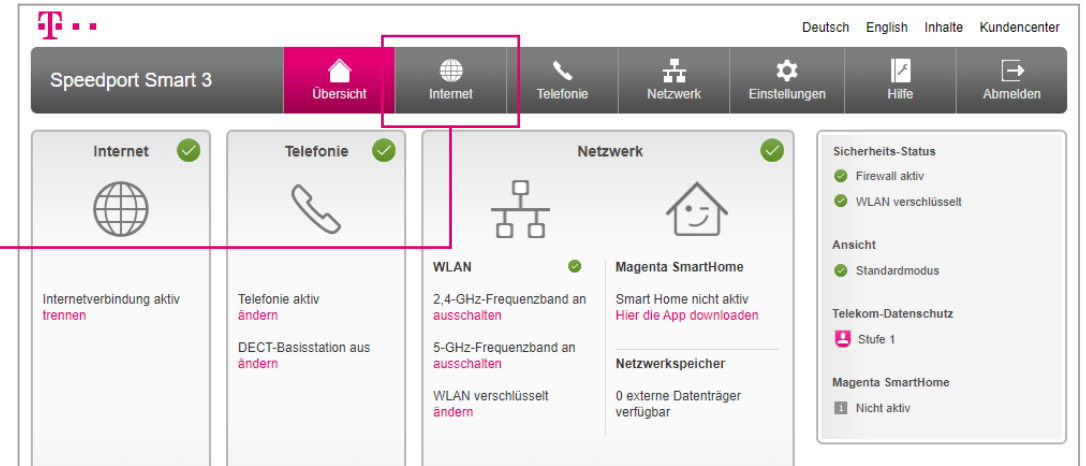 T
Deutsch English Inhalte Kundencenter
Speedport Smart 3
Übersicht
Internet
Telefonie
Netzwerk
Einstellungen
Hilfe
Abmelden
Internet
Internetverbindung aktiv
trennen
Telefonie
Telefonie aktiv
ändern
DECT-Basisstation aus
ändern
Netzwerk
WLAN
2,4-GHz-Frequenzband an
ausschalten
5-GHz-Frequenzband an
ausschalten
WLAN verschlüsselt
ändern
Magenta SmartHome
Smart Home nicht aktiv
Hier die App downloaden
Netzwerkspeicher
0 externe Datenträger
verfügbar
Sicherheits-Status
Firewall aktiv
WLAN verschlüsselt
Ansicht
Standardmodus
Telekom-Datenschutz
Stufe 1
Magenta SmartHome
Nicht aktiv